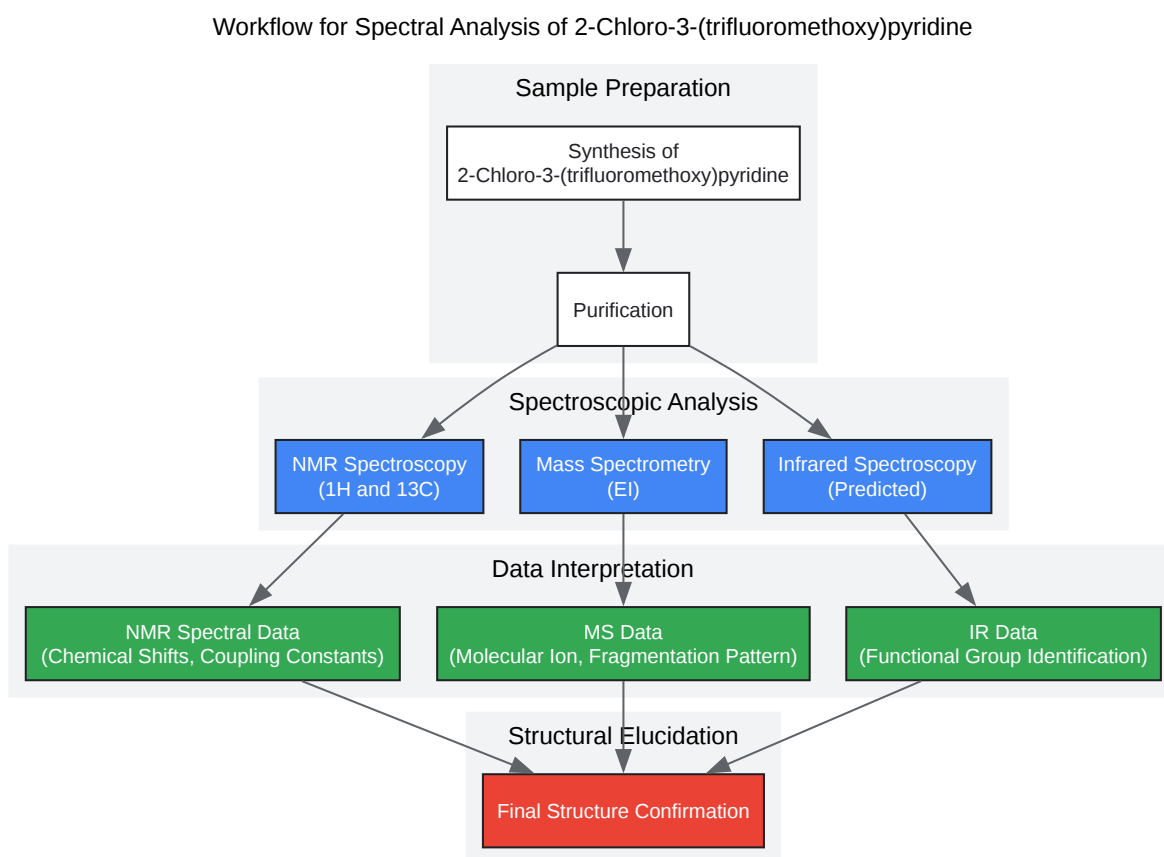 Workflow for Spectral Analysis of 2-Chloro-3-(trifluoromethoxy)pyridine
Sample Preparation
Synthesis of
2-Chloro-3-(trifluoromethoxy)pyridine
Purification
Spectroscopic Analysis
NMR Spectroscopy
(1H and 13C)
Mass Spectrometry
(EI)
Infrared Spectroscopy
(Predicted)
Data Interpretation
NMR Spectral Data
(Chemical Shifts, Coupling Constants)
MS Data
(Molecular Ion, Fragmentation Pattern)
IR Data
(Functional Group Identification)
Structural Elucidation
Final Structure Confirmation